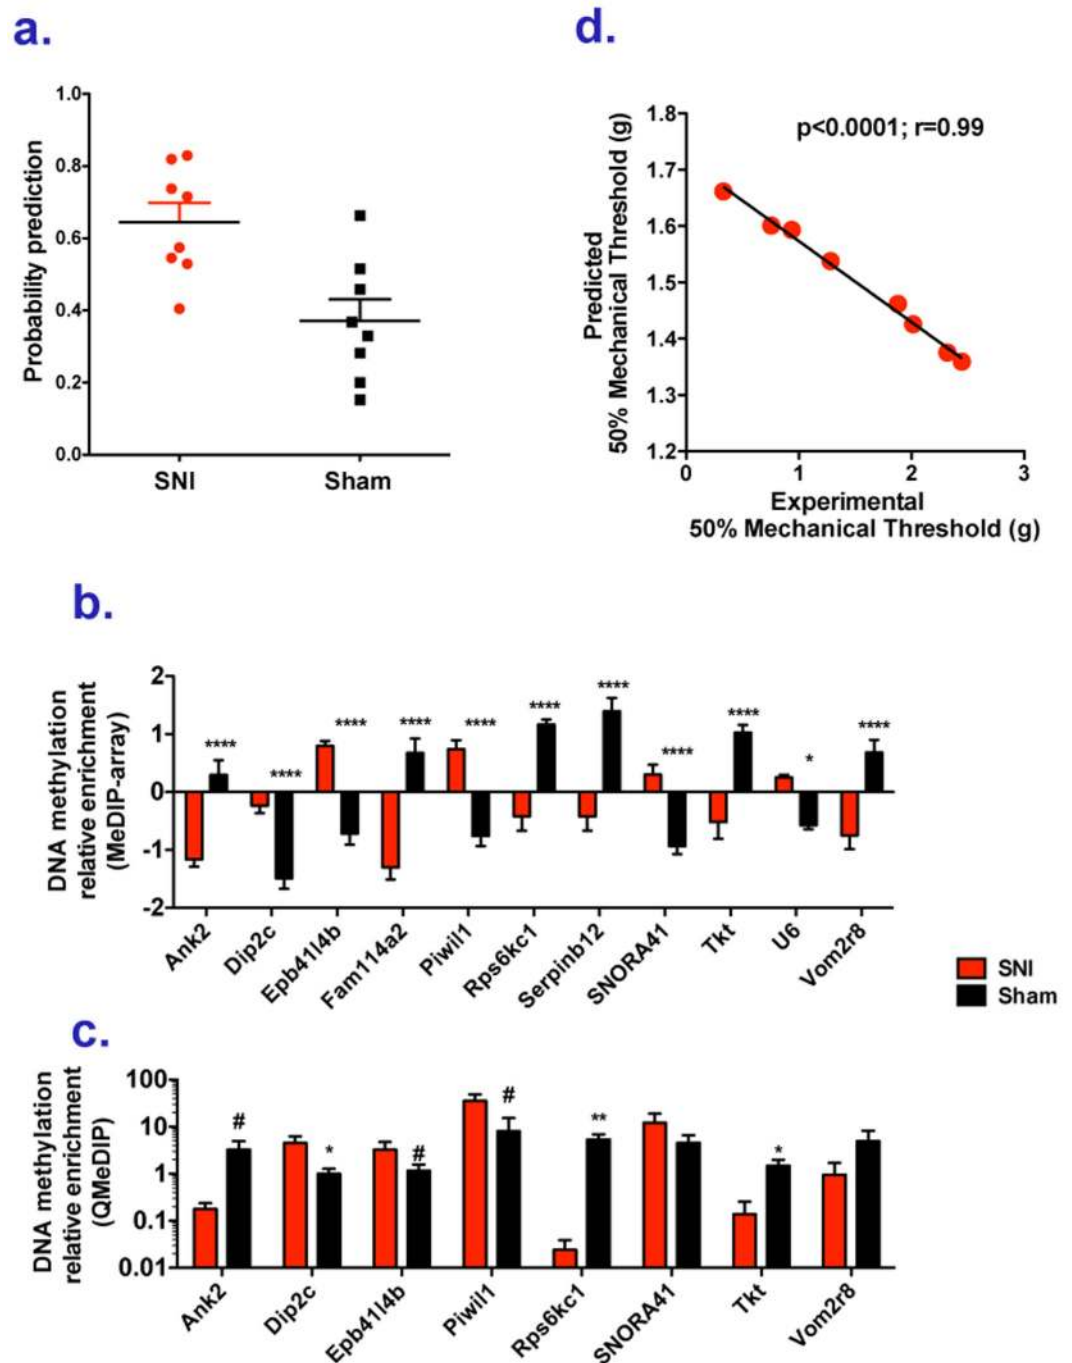 a.
Probability prediction
1.0
0.8
0.6
0.4
0.2
0.0
SNI
Sham
d.
Predicted
50% Mechanical Threshold (g)
1.8
1.7
1.6
1.5
1.4
1.3
1.2
p<0.0001; r=0.99
0
1
2
3
Experimental
50% Mechanical Threshold (g)
b.
DNA methylation
relative enrichment
(MeDIP-array)
2
1
0
-1
-2
****
****
****
****
****
****
****
****
****
*
****
Ank2
Dip2c
Epb41l4b
Fam114a2
Piwil1
Rps6kc1
Serpinb12
SNORA41
Tkt
U6
Vom2r8
SNI
Sham
c.
DNA methylation
relative enrichment
(QMeDIP)
100
10
1
0.1
0.01
#
*
#
#
**
*
Ank2
Dip2c
Epb41l4b
Piwil1
Rps6kc1
SNORA41
Tkt
Vom2r8